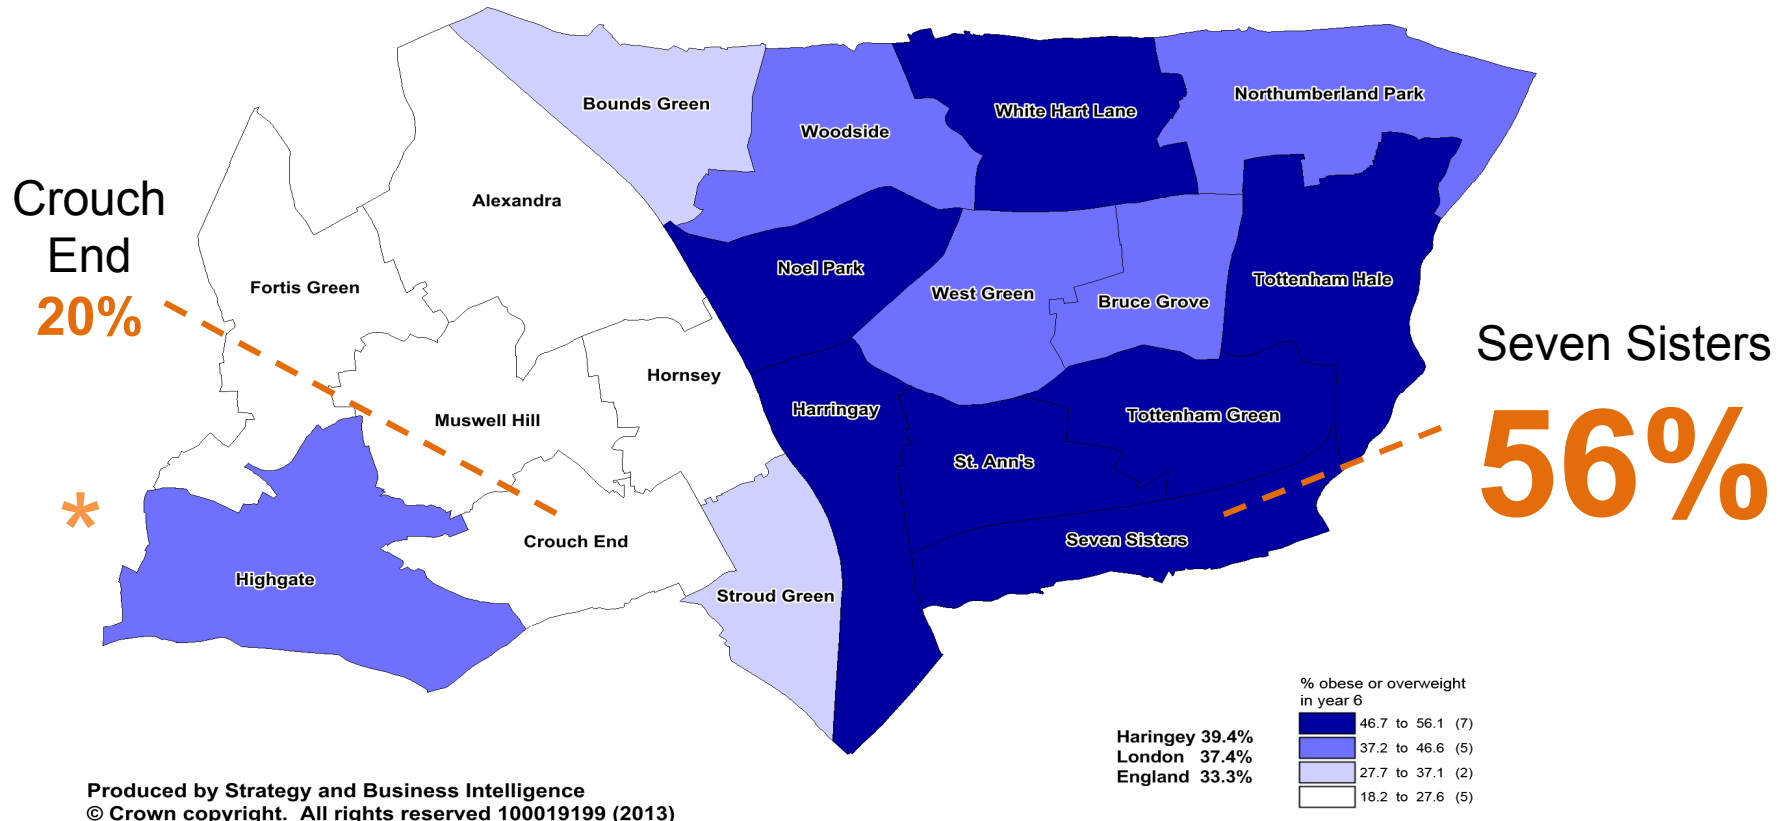 Bounds Green
Woodside
White Hart Lane
Northumberland Park
Crouch
End
20%
Alexandra
Fortis Green
Noel Park
West Green
Bruce Grove
Tottenham Hale
Seven Sisters
56%
Hornsey
Muswell Hill
Harringay
Tottenham Green
St. Ann's
*
Crouch End
Seven Sisters
Highgate
Stroud Green
% obese or overweight
in year 6
46.7 to 56.1 (7)
37.2 to 46.6 (5)
27.7 to 37.1 (2)
18.2 to 27.6 (5)
Haringey 39.4%
London 37.4%
England 33.3%
Produced by Strategy and Business Intelligence
© Crown copyright. All rights reserved 100019199 (2013)